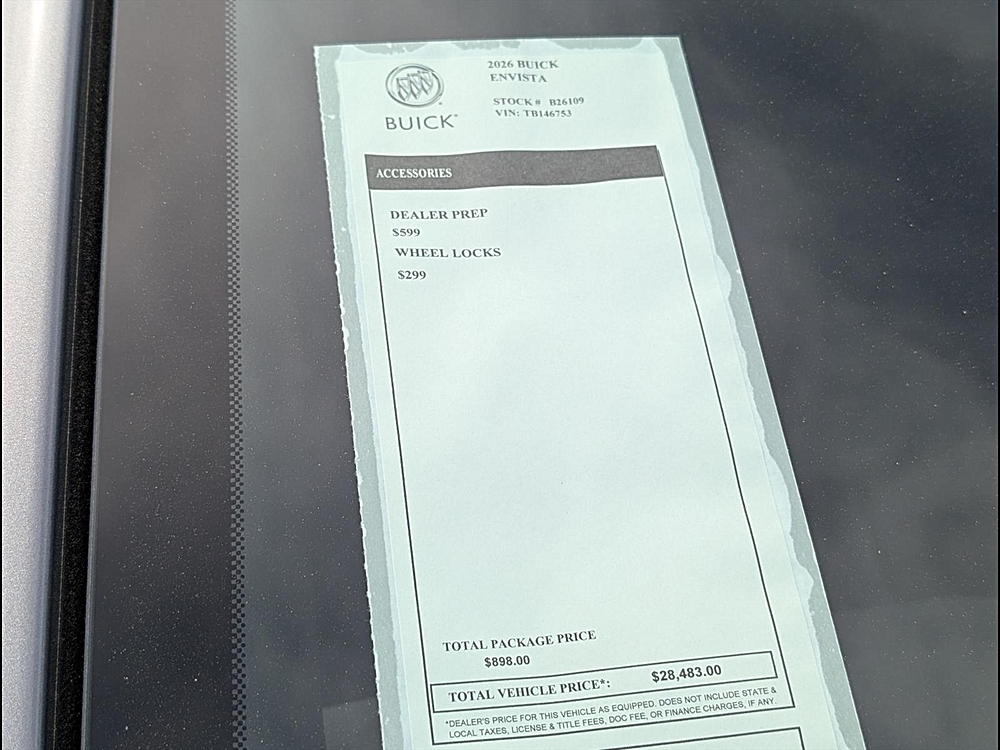 2026 BUICK
ENVISTA
STOCK # B26109
VIN: TB146753
BUICK
ACCESSORIES
DEALER PREP
$599
WHEEL LOCKS
$299
TOTAL PACKAGE PRICE
$898.00
TOTAL VEHICLE PRICE*: $28,483.00
*DEALER'S PRICE FOR THIS VEHICLE AS EQUIPPED. DOES NOT INCLUDE STATE &
LOCAL TAXES, LICENSE & TITLE FEES, DOC FEE, OR FINANCE CHARGES, IF ANY.